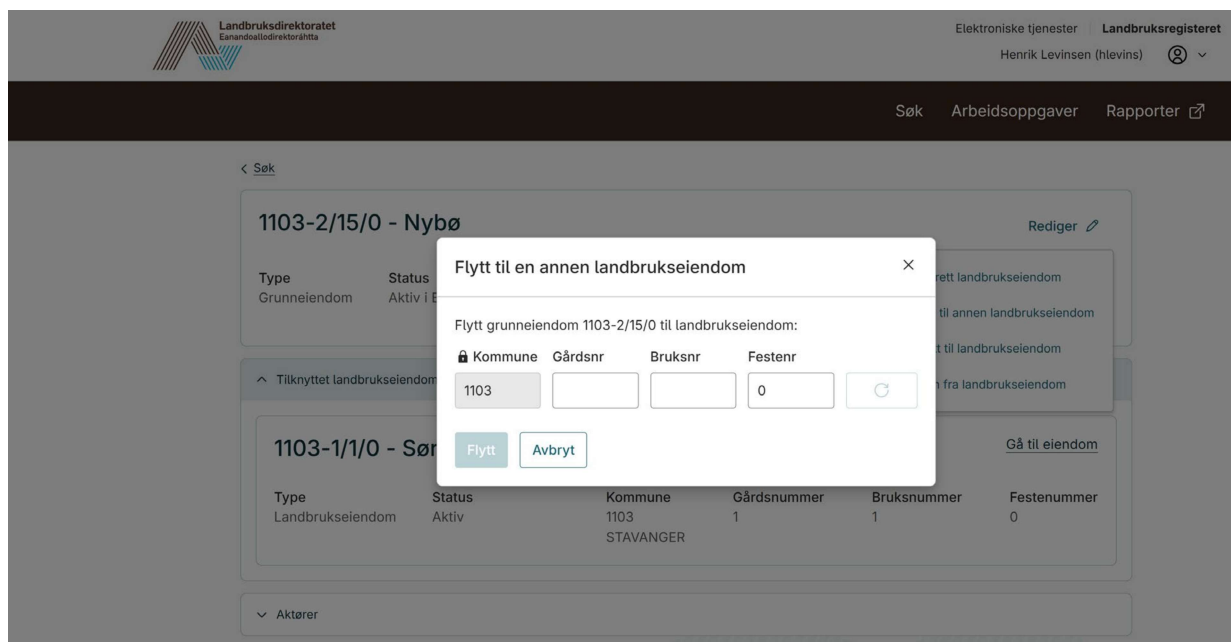 Landbruksdirektoratet
Eanandoallodirektoráhtta
Elektroniske tjenester Landbruksregisteret
Henrik Levinsen (hlevins)
Søk Arbeidsoppgaver Rapporter
Søk
1103-2/15/0 - Nybø
Rediger
Type Status
Grunneiendom Aktiv i
rett landbrukseiendom
til annen landbrukseiendom
til landbrukseiendom
fra landbrukseiendom
Flytt til en annen landbrukseiendom
Flytt grunneiendom 1103-2/15/0 til landbrukseiendom:
Kommune Gårdsnr Bruksnr Festenr
1103 0
Flytt Avbryt
Tilknyttet landbrukseiendom
1103-1/1/0 - Sør
Gå til eiendom
Type Status Kommune Gårdsnummer Bruksnummer Festenummer
Landbrukseiendom Aktiv 1103 1 1 0
STAVANGER
Aktører